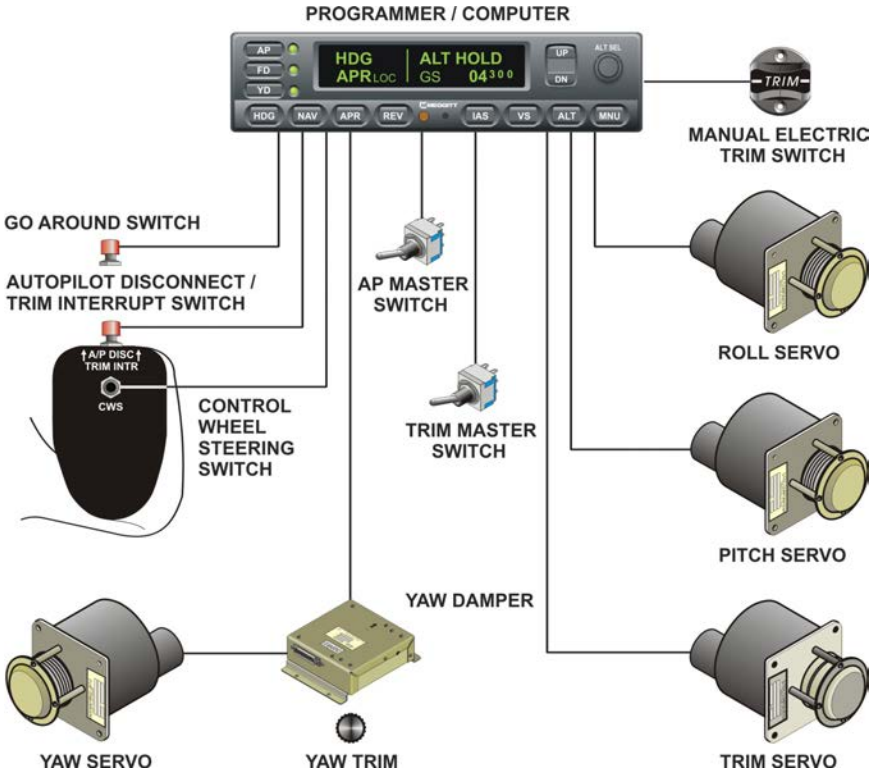 PROGRAMMER / COMPUTER
AP
FD
YD
HDG
APR LOC
ALT HOLD
GS 04300
UP
DN
ALT SEL
MEGGITT
HDG NAV APR REV IAS VS ALT MNU
TRIM
MANUAL ELECTRIC
TRIM SWITCH
GO AROUND SWITCH
AUTOPILOT DISCONNECT /
TRIM INTERRUPT SWITCH
↑A/P DISC↑
TRIM INTR
CWS
CONTROL
WHEEL
STEERING
SWITCH
AP MASTER
SWITCH
TRIM MASTER
SWITCH
ROLL SERVO
PITCH SERVO
YAW DAMPER
YAW SERVO
YAW TRIM
TRIM SERVO